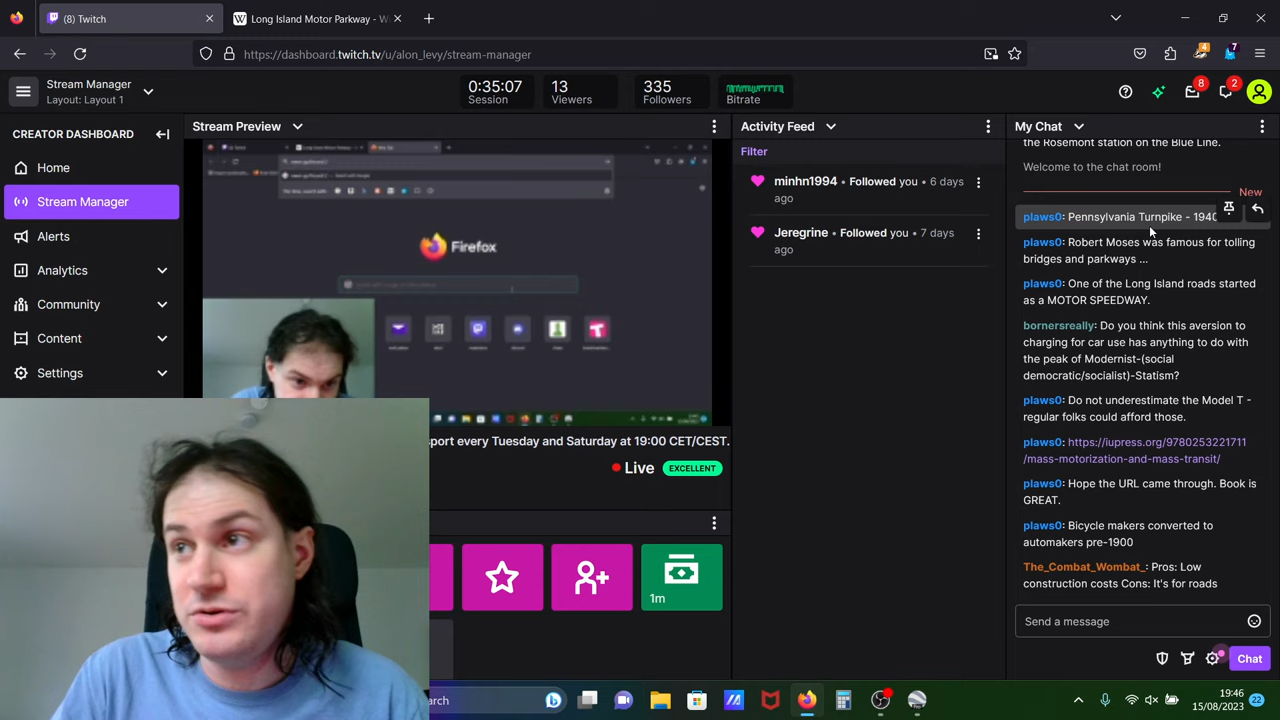 (8) Twitch
Long Island Motor Parkway - W
https://dashboard.twitch.tv/u/alon_levy/stream-manager
4
7
Stream Manager
Layout: Layout 1
0:35:07
Session
13
Viewers
335
Followers
Bitrate
8
2
CREATOR DASHBOARD
Home
Stream Manager
Alerts
Analytics
Community
Content
Settings
Stream Preview
Firefox
sport every Tuesday and Saturday at 19:00 CET/CEST.
Live
EXCELLENT
1m
Activity Feed
Filter
minhn1994 • Followed you • 6 days
ago
Jeregrine • Followed you • 7 days
ago
My Chat
the Rosemont station on the Blue Line.
Welcome to the chat room!
New
plaws0: Pennsylvania Turnpike - 1940
plaws0: Robert Moses was famous for tolling
bridges and parkways ...
plaws0: One of the Long Island roads started
as a MOTOR SPEEDWAY.
bornersreally: Do you think this aversion to
charging for car use has anything to do with
the peak of Modernist-(social
democratic/socialist)-Statism?
plaws0: Do not underestimate the Model T -
regular folks could afford those.
plaws0: https://iupress.org/9780253221711
/mass-motorization-and-mass-transit/
plaws0: Hope the URL came through. Book is
GREAT.
plaws0: Bicycle makers converted to
automakers pre-1900
The_Combat_Wombat_: Pros: Low
construction costs Cons: It's for roads
Send a message
Chat
earch
19:46
15/08/2023
22